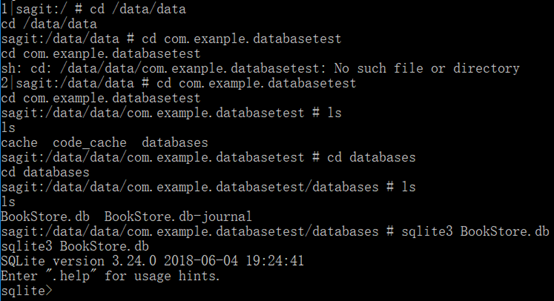 1|sagit:/ # cd /data/data
cd /data/data
sagit:/data/data # cd com.exanple.databasetest
cd com.exanple.databasetest
sh: cd: /data/data/com.exanple.databasetest: No such file or directory
2|sagit:/data/data # cd com.example.databasetest
cd com.example.databasetest
sagit:/data/data/com.example.databasetest # ls
ls
cache  code_cache  databases
sagit:/data/data/com.example.databasetest # cd databases
cd databases
sagit:/data/data/com.example.databasetest/databases # ls
ls
BookStore.db  BookStore.db-journal
sagit:/data/data/com.example.databasetest/databases # sqlite3 BookStore.db
sqlite3 BookStore.db
SQLite version 3.24.0 2018-06-04 19:24:41
Enter ".help" for usage hints.
sqlite>